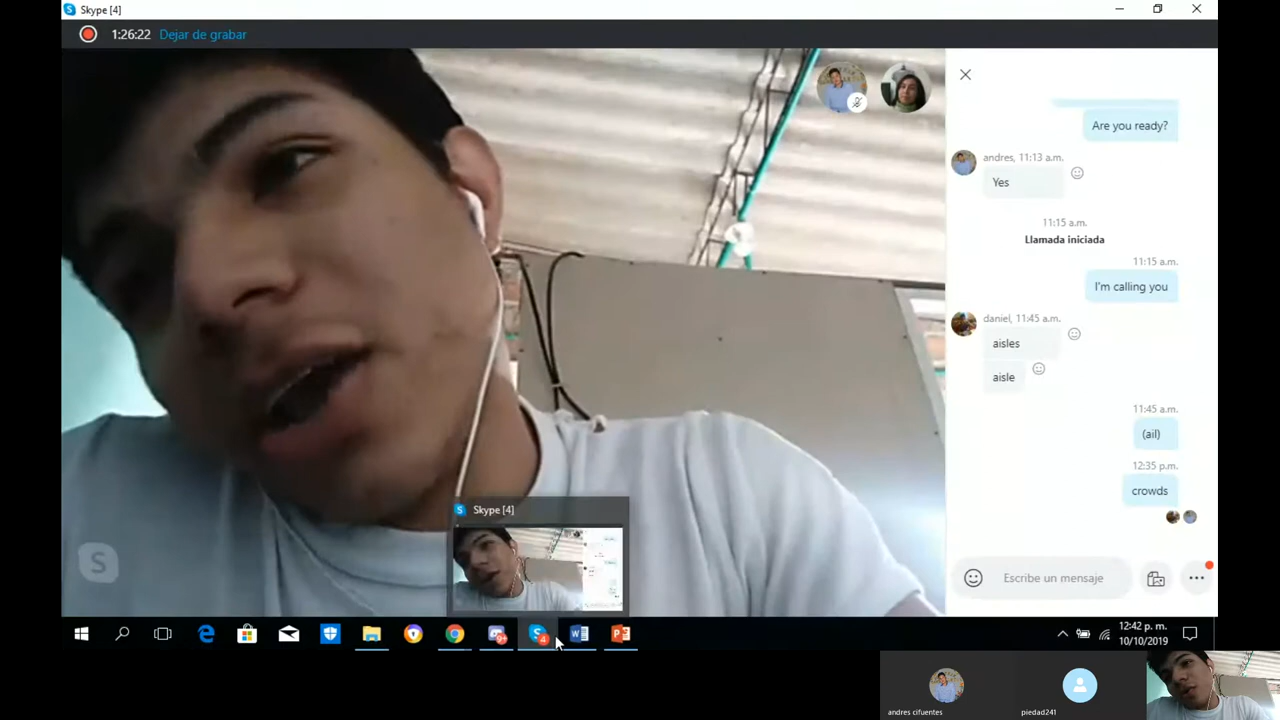 Skype [4]
1:26:22 Dejar de grabar
Are you ready?
andres, 11:13 a.m.
Yes
11:15 a.m.
Llamada iniciada
11:15 a.m.
I'm calling you
daniel, 11:45 a.m.
aisles
aisle
11:45 a.m.
(ail)
12:35 p.m.
crowds
Skype [4]
Escribe un mensaje
12:42 p. m.
10/10/2019
andres cifuentes
piedad241